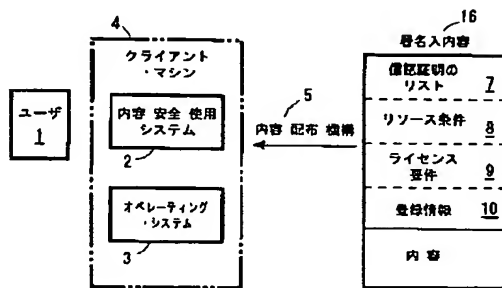 ユーザ
1
4
クライアント
・マシン
内容 安全 使用
システム
2
オペレーティング
・システム
3
5
内容 配布 機構
16
署名入内容
信認証明の
リスト 7
リソース条件 8
ライセンス
要件 9
登録情報 10
内容